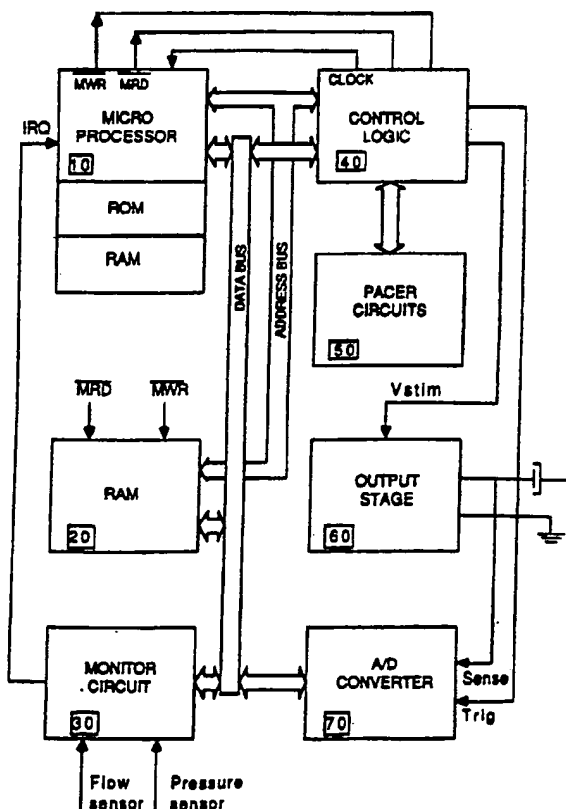 MWR MRD
CLOCK
MICRO
PROCESSOR
10
IRQ
ROM
RAM
CONTROL
LOGIC
40
DATA BUS
ADDRESS BUS
PACER
CIRCUITS
50
MRD MWR
RAM
20
Vstim
OUTPUT
STAGE
60
MONITOR
CIRCUIT
30
A/D
CONVERTER
70
Sense
Trig
Flow
sensor
Pressure
sensor